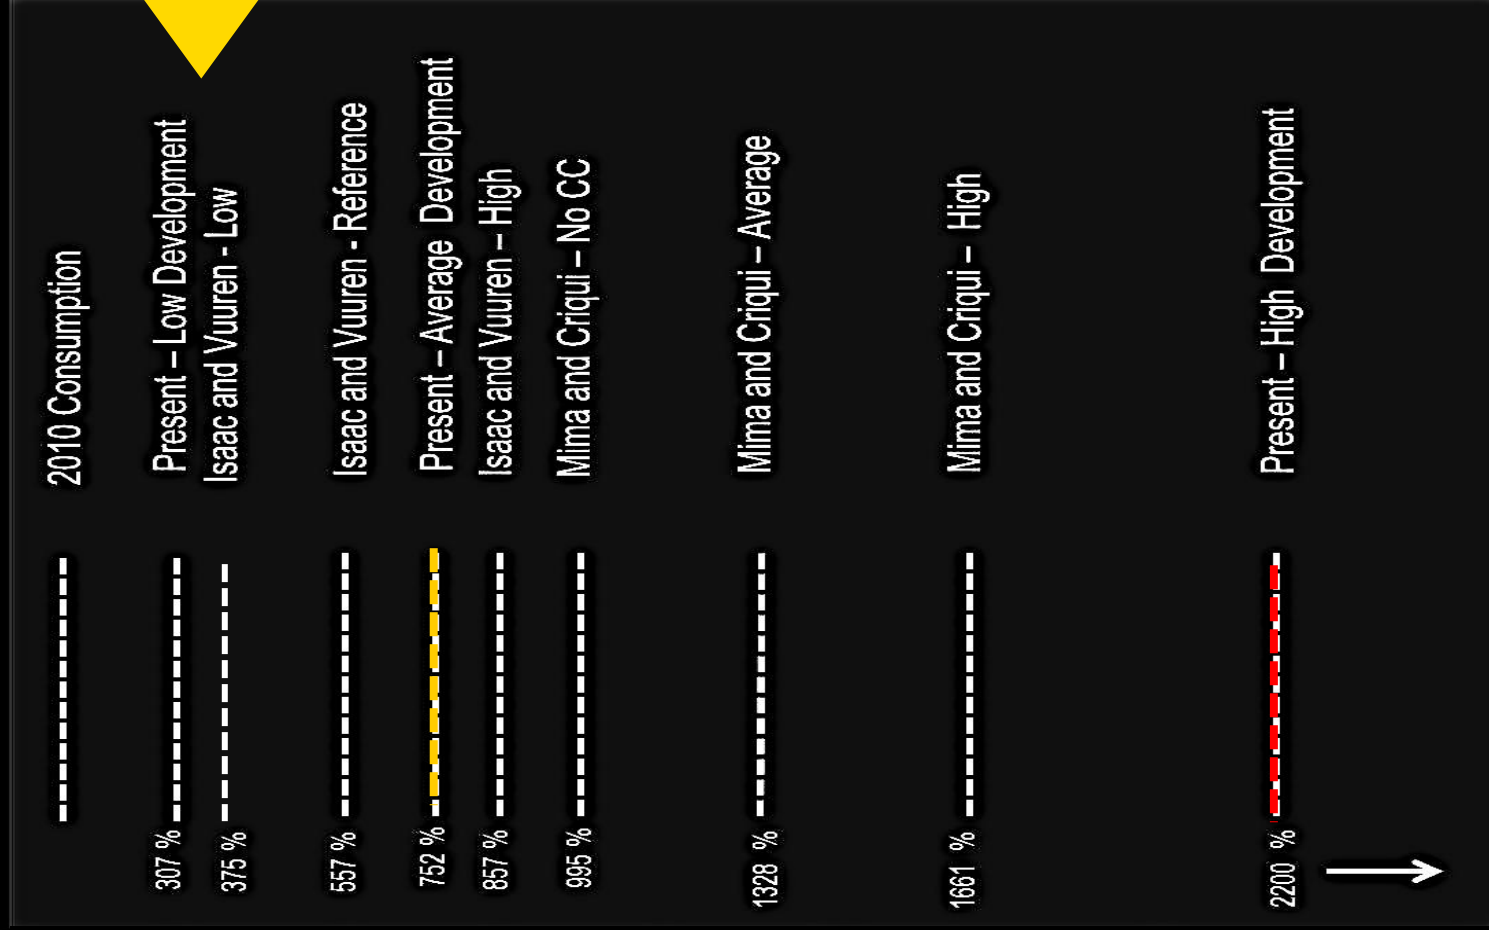 2010 Consumption
Present – Low Development
Isaac and Vuuren - Low
Isaac and Vuuren - Reference
Present – Average Development
Isaac and Vuuren – High
Mima and Criqui – No CC
Mima and Criqui – Average
Mima and Criqui – High
Present – High Development
307 %
375 %
557 %
752 %
857 %
995 %
1328 %
1661 %
2200 %